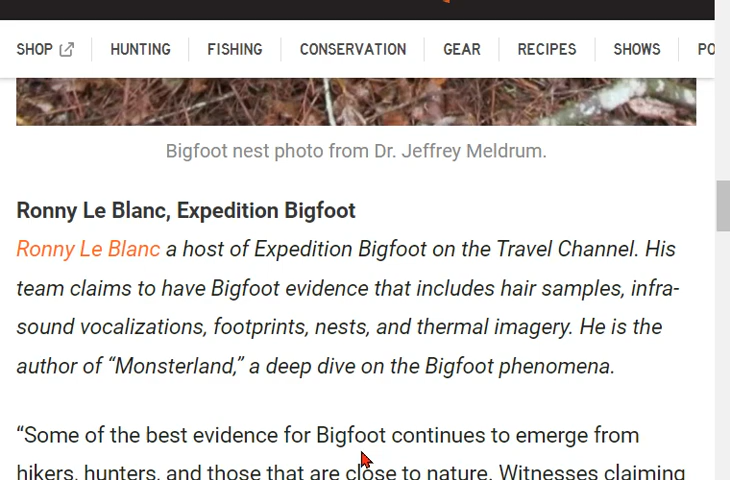 SHOP HUNTING FISHING CONSERVATION GEAR RECIPES SHOWS PO
Bigfoot nest photo from Dr. Jeffrey Meldrum.
Ronny Le Blanc, Expedition Bigfoot
Ronny Le Blanc a host of Expedition Bigfoot on the Travel Channel. His
team claims to have Bigfoot evidence that includes hair samples, infra-
sound vocalizations, footprints, nests, and thermal imagery. He is the
author of “Monsterland,” a deep dive on the Bigfoot phenomena.
“Some of the best evidence for Bigfoot continues to emerge from
hikers, hunters, and those that are close to nature. Witnesses claiming